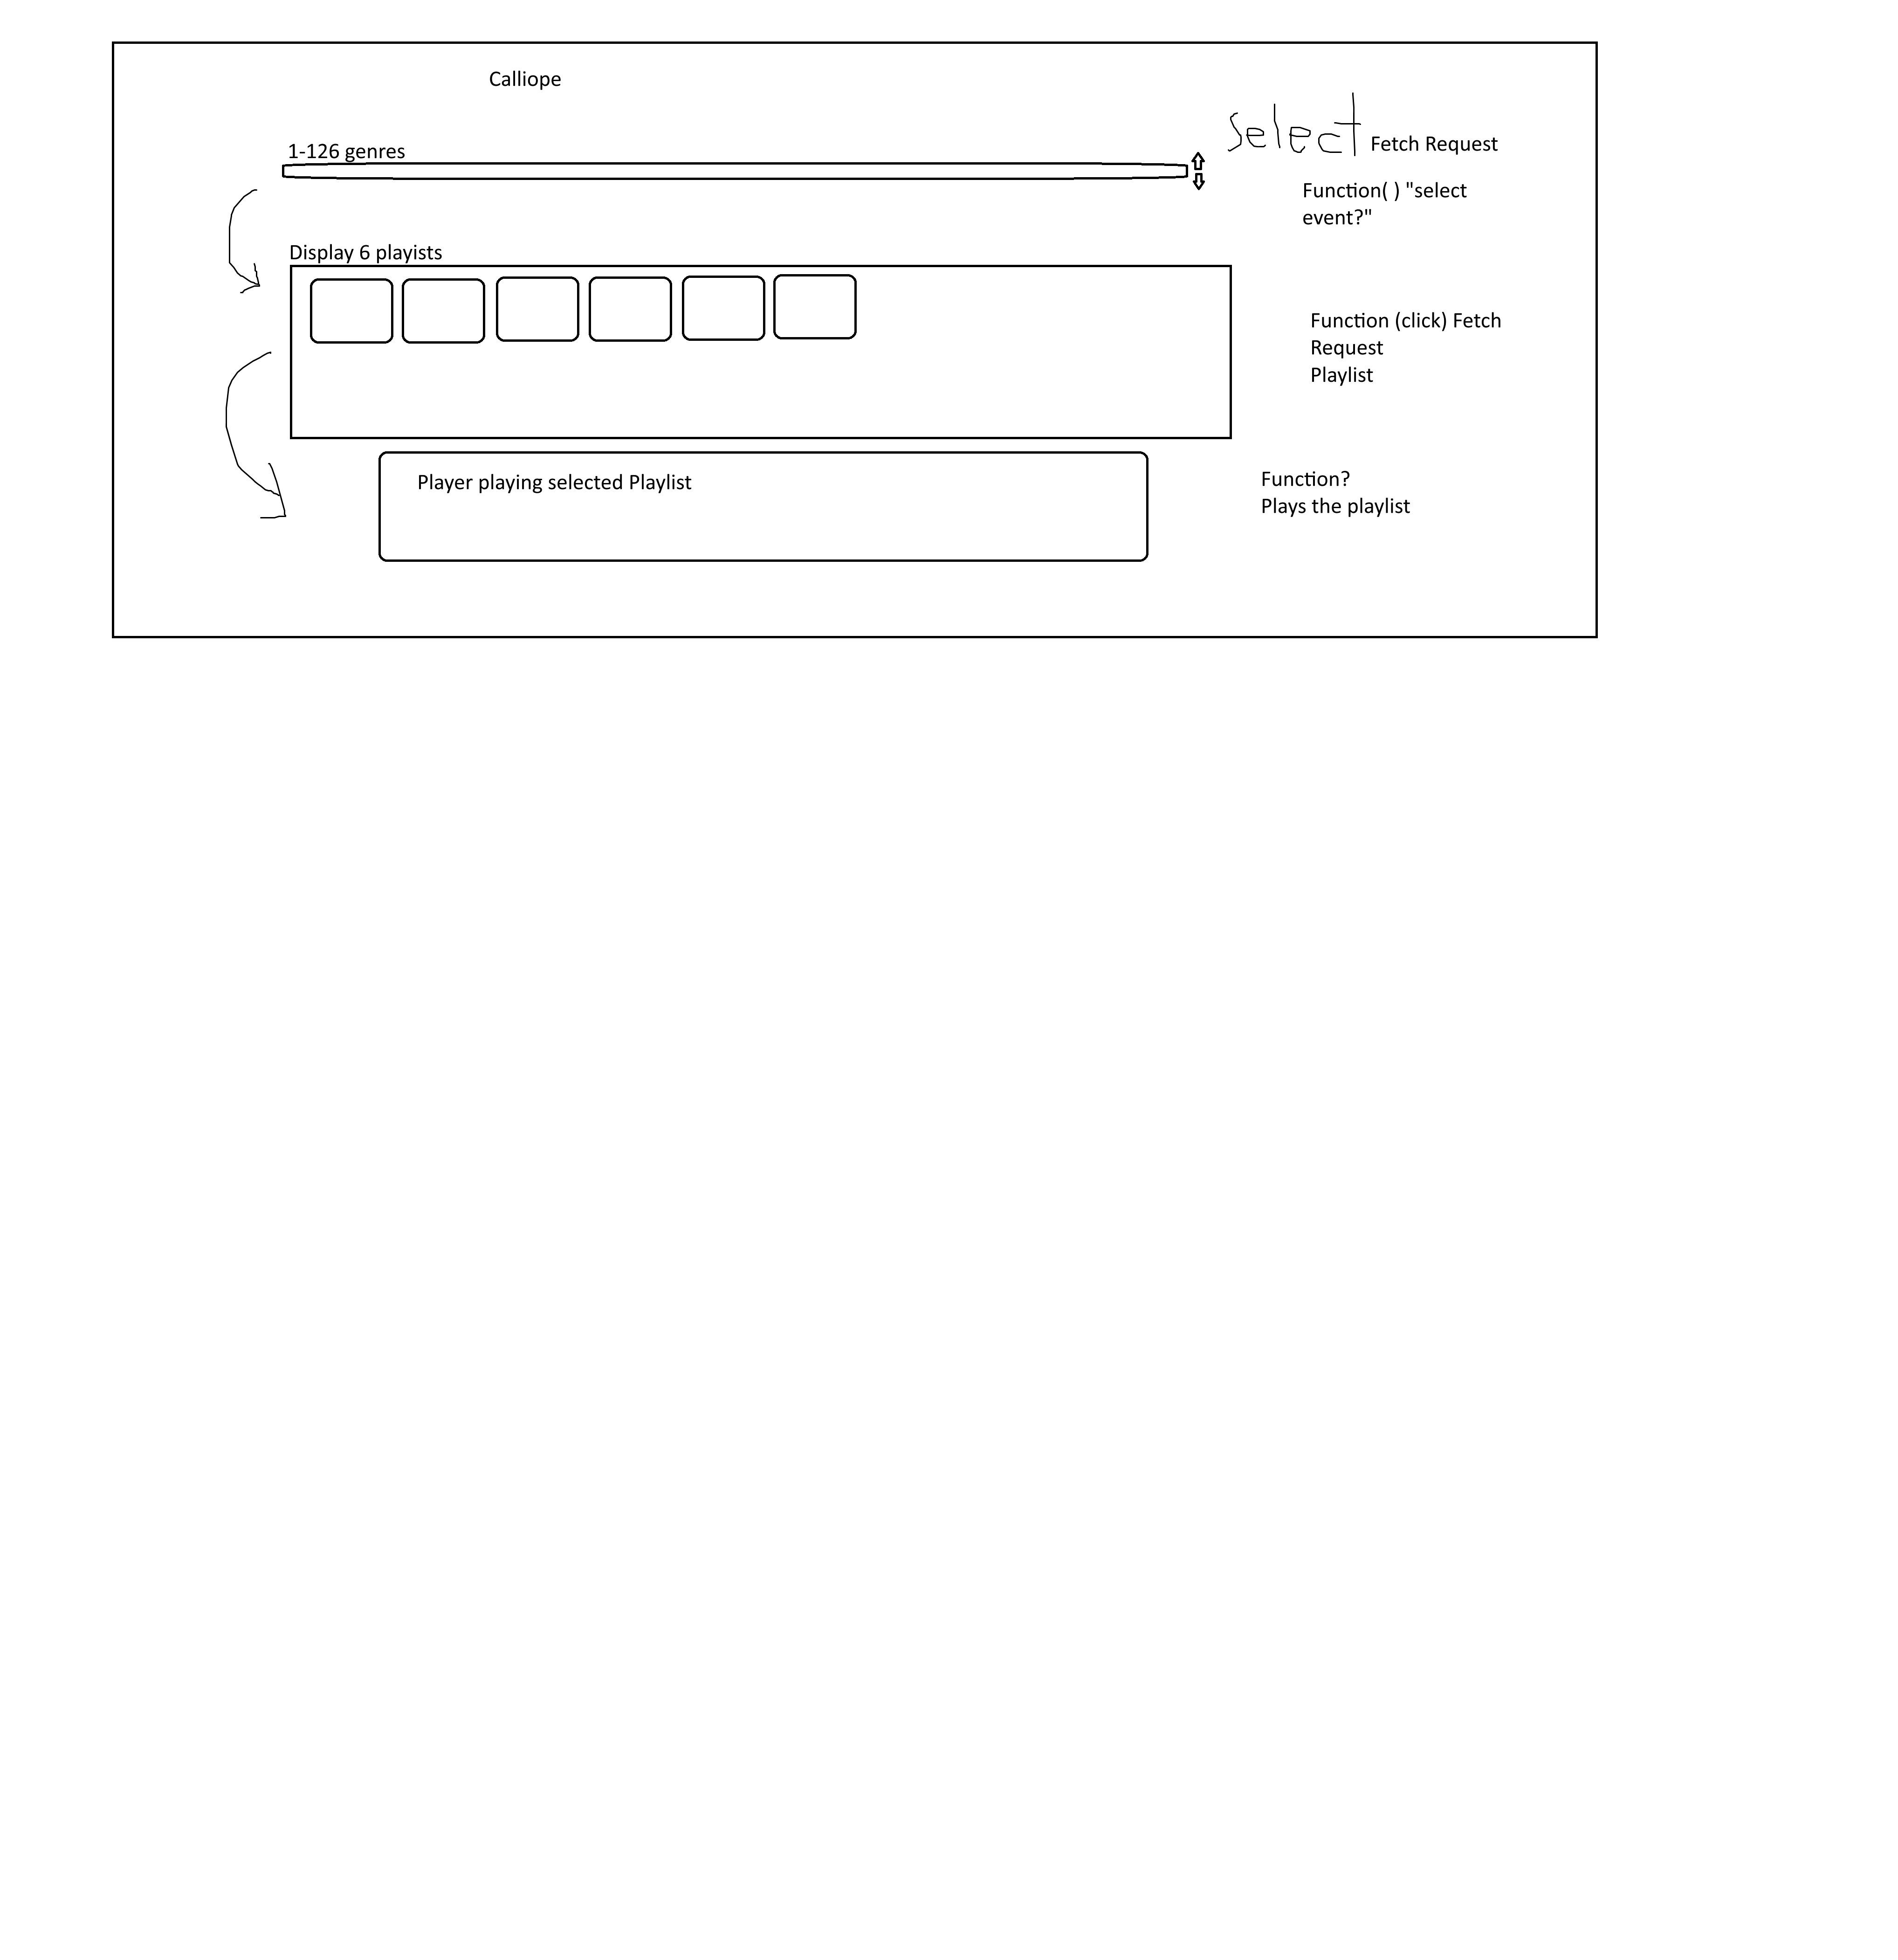 Calliope
select Fetch Request
1-126 genres
Function( ) "select
event?"
Display 6 playists
Function (click) Fetch
Request
Playlist
Player playing selected Playlist
Function?
Plays the playlist